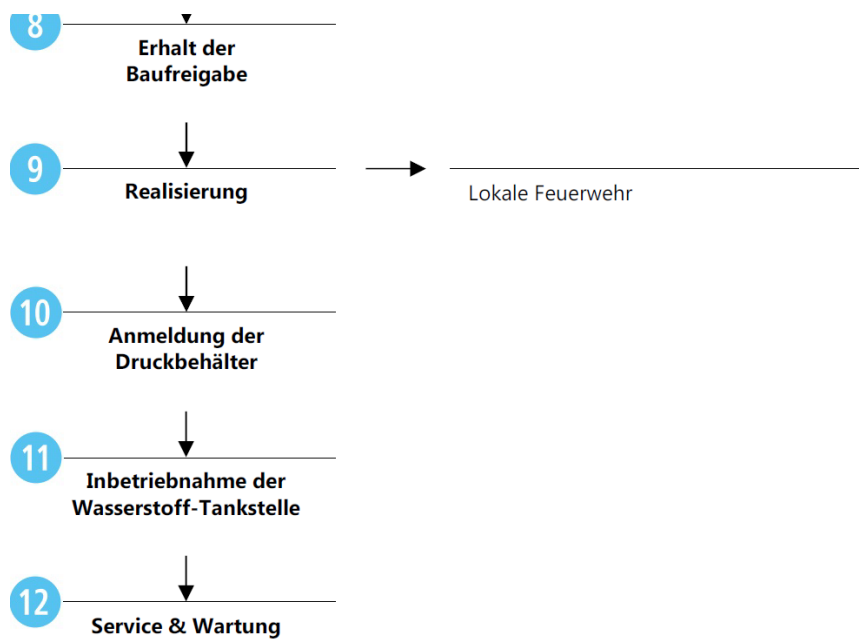 8
Erhalt der
Baufreigabe
9
Realisierung
Lokale Feuerwehr
10
Anmeldung der
Druckbehälter
11
Inbetriebnahme der
Wasserstoff-Tankstelle
12
Service & Wartung